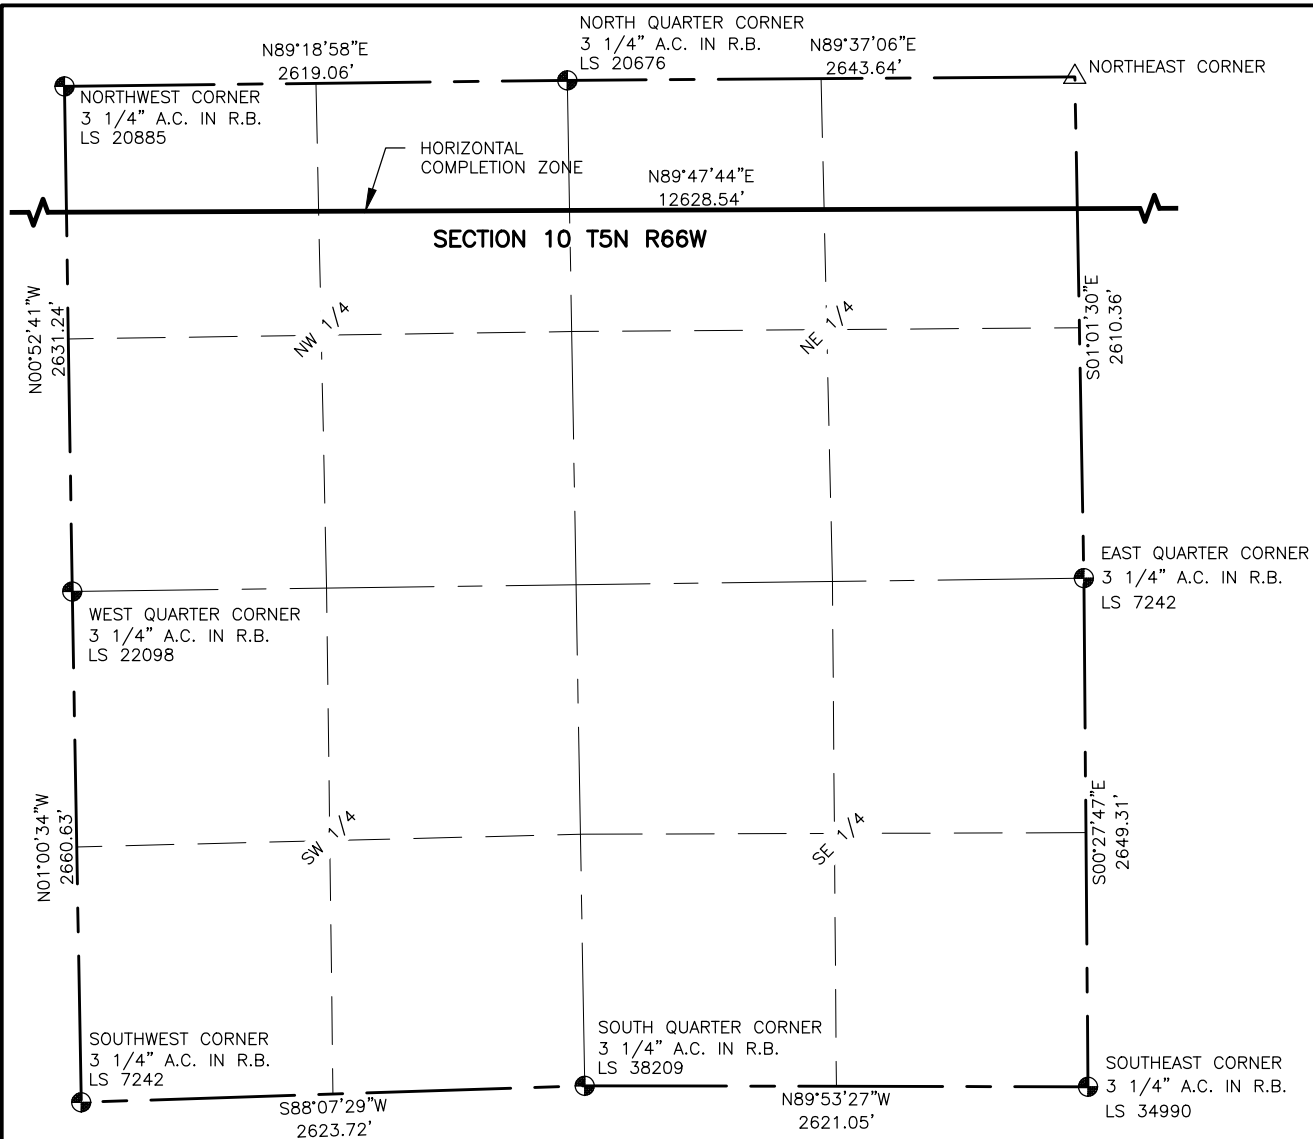 NORTH QUARTER CORNER
3 1/4" A.C. IN R.B.
LS 20676
N89°18'58"E
2619.06'
N89°37'06"E
2643.64'
NORTHEAST CORNER
NORTHWEST CORNER
3 1/4" A.C. IN R.B.
LS 20885
HORIZONTAL
COMPLETION ZONE
N89°47'44"E
12628.54'
SECTION 10 T5N R66W
N00°52'41"W
2631.24'
NW 1/4
NE 1/4
S01°01'30"E
2610.36'
EAST QUARTER CORNER
3 1/4" A.C. IN R.B.
LS 7242
WEST QUARTER CORNER
3 1/4" A.C. IN R.B.
LS 22098
N01°00'34"W
2660.63'
SW 1/4
SE 1/4
S00°27'47"E
2649.31'
SOUTHWEST CORNER
3 1/4" A.C. IN R.B.
LS 7242
SOUTH QUARTER CORNER
3 1/4" A.C. IN R.B.
LS 38209
SOUTHEAST CORNER
3 1/4" A.C. IN R.B.
LS 34990
S88°07'29"W
2623.72'
N89°53'27"W
2621.05'